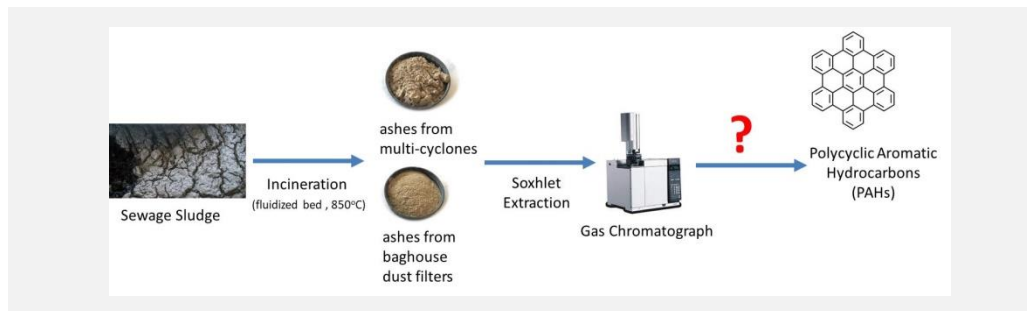 Sewage Sludge
Incineration
(fluidized bed , 850°C)
ashes from
multi-cyclones
ashes from
baghouse
dust filters
Soxhlet
Extraction
Gas Chromatograph
?
Polycyclic Aromatic
Hydrocarbons
(PAHs)